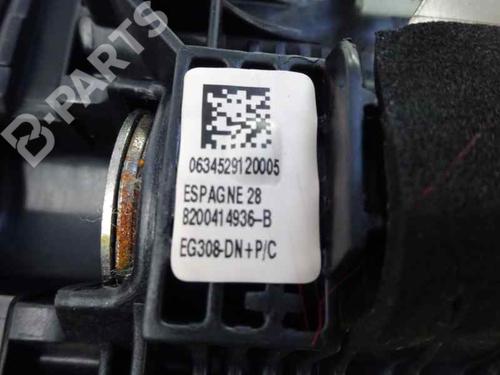 B-PARTS
0634529120005
ESPAGNE 28
8200414936-B
EG308-DN+P/C